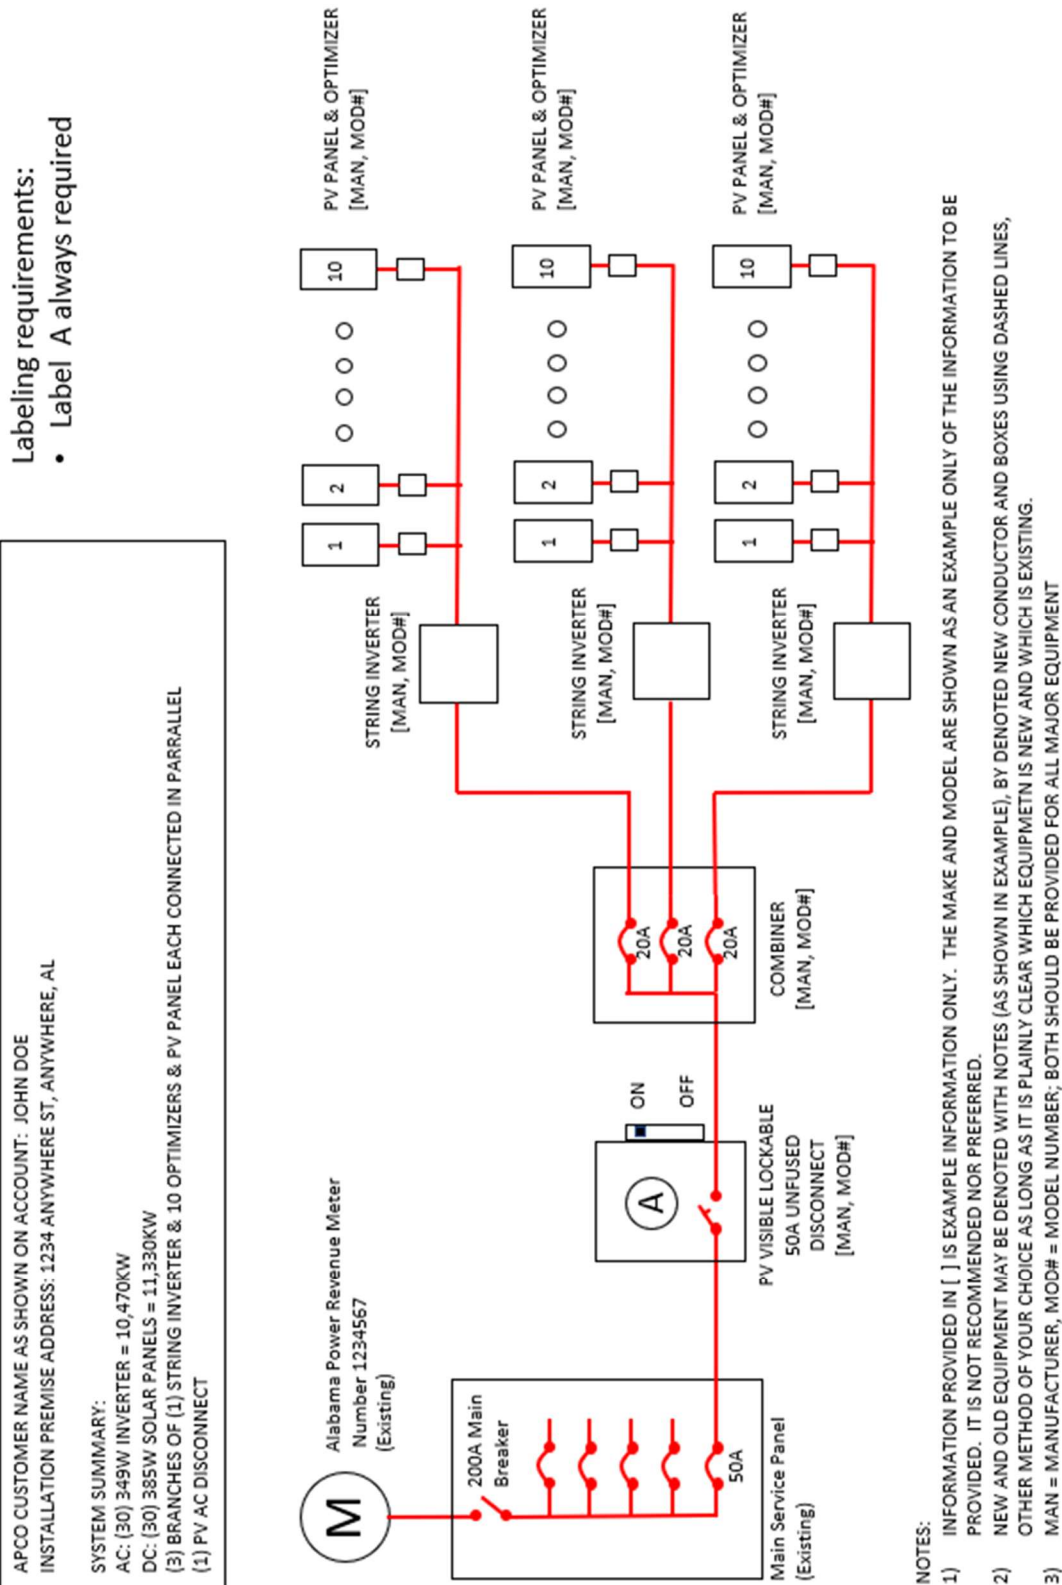 APCO CUSTOMER NAME AS SHOWN ON ACCOUNT: JOHN DOE
INSTALLATION PREMISE ADDRESS: 1234 ANYWHERE ST, ANYWHERE, AL
SYSTEM SUMMARY:
AC: (30) 349W INVERTER = 10,470KW
DC: (30) 385W SOLAR PANELS = 11,330KW
(3) BRANCHES OF (1) STRING INVERTER & 10 OPTIMIZERS & PV PANEL EACH CONNECTED IN PARRALLEL
(1) PV AC DISCONNECT
Labeling requirements:
• Label A always required
Alabama Power Revenue Meter
Number 1234567
(Existing)
M
200A Main
Breaker
50A
Main Service Panel
(Existing)
A
ON
OFF
PV VISIBLE LOCKABLE
50A UNFUSED
DISCONNECT
[MAN, MOD#]
20A
20A
20A
COMBINER
[MAN, MOD#]
STRING INVERTER
[MAN, MOD#]
1
2
10
PV PANEL & OPTIMIZER
[MAN, MOD#]
STRING INVERTER
[MAN, MOD#]
1
2
10
PV PANEL & OPTIMIZER
[MAN, MOD#]
STRING INVERTER
[MAN, MOD#]
1
2
10
PV PANEL & OPTIMIZER
[MAN, MOD#]
NOTES:
1) INFORMATION PROVIDED IN [ ] IS EXAMPLE INFORMATION ONLY. THE MAKE AND MODEL ARE SHOWN AS AN EXAMPLE ONLY OF THE INFORMATION TO BE
PROVIDED. IT IS NOT RECOMMENDED NOR PREFERRED.
2) NEW AND OLD EQUIPMENT MAY BE DENOTED WITH NOTES (AS SHOWN IN EXAMPLE), BY DENOTED NEW CONDUCTOR AND BOXES USING DASHED LINES,
OTHER METHOD OF YOUR CHOICE AS LONG AS IT IS PLAINLY CLEAR WHICH EQUIPMETN IS NEW AND WHICH IS EXISTING.
3) MAN = MANUFACTURER, MOD# = MODEL NUMBER; BOTH SHOULD BE PROVIDED FOR ALL MAJOR EQUIPMENT